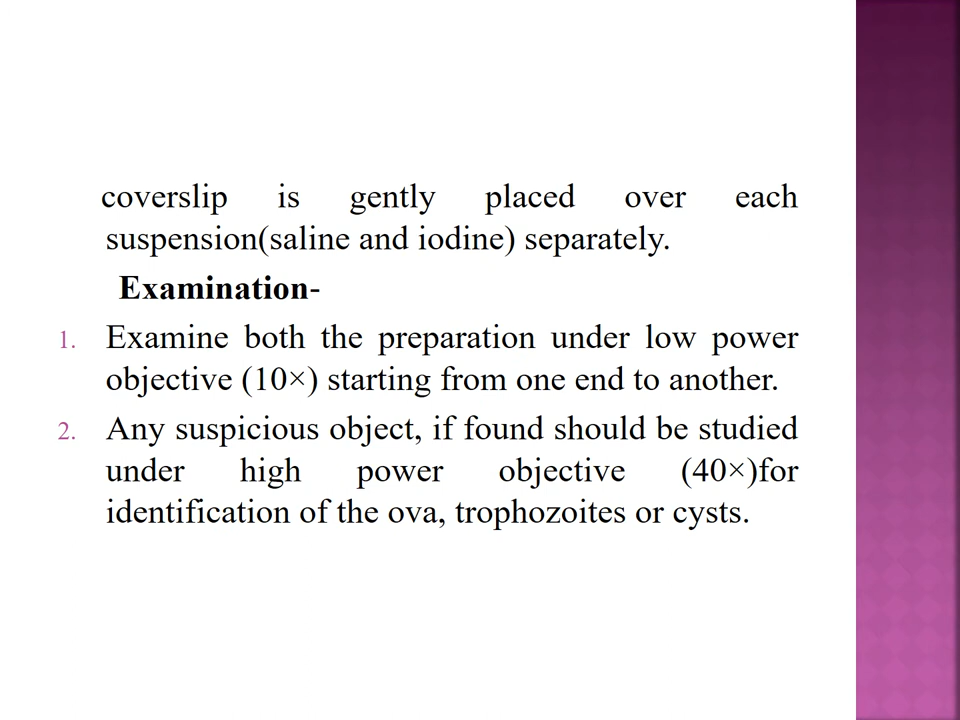 coverslip is gently placed over each
suspension(saline and iodine) separately.
Examination-
1. Examine both the preparation under low power
objective (10×) starting from one end to another.
2. Any suspicious object, if found should be studied
under high power objective (40×)for
identification of the ova, trophozoites or cysts.